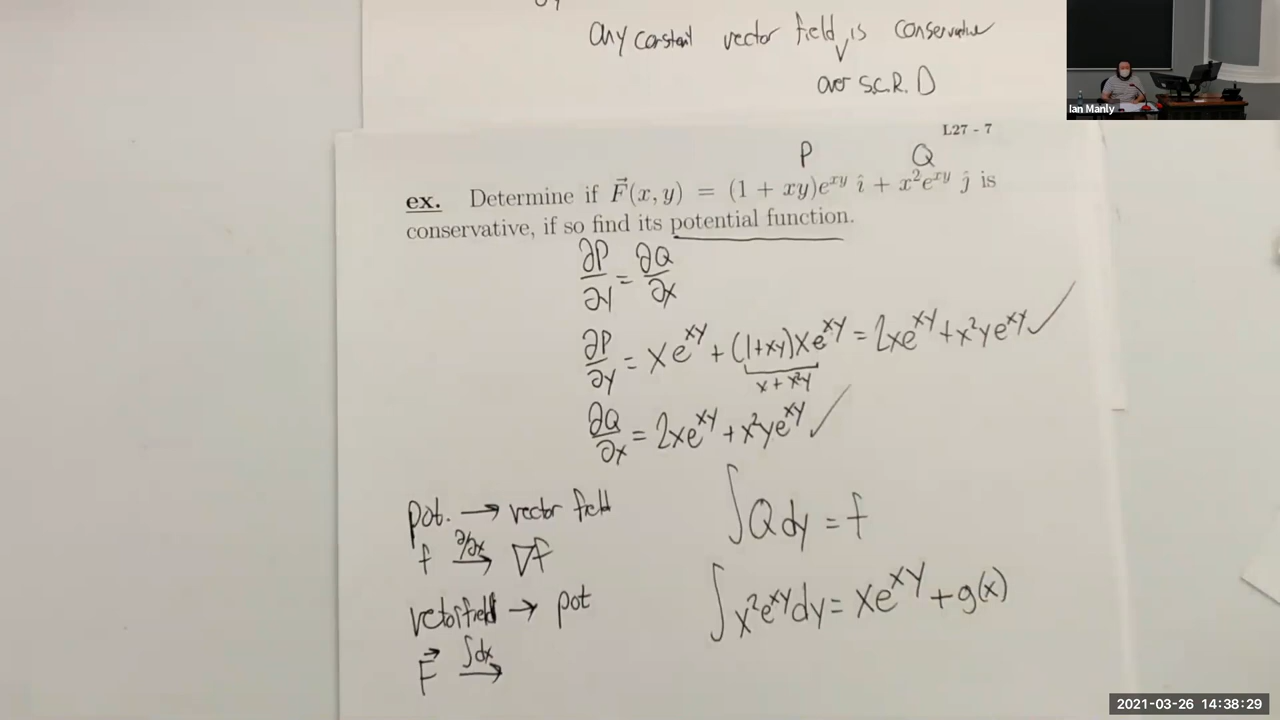 any constant vector field is conservative
over S.C.R. D
Ian Manly
L27 - 7
P Q
ex. Determine if F⃗(x, y) = (1 + xy)e^{xy} î + x²e^{xy} ĵ is
conservative, if so find its potential function.
∂P/∂y = ∂Q/∂x
∂P/∂y = xe^{xy} + (1+xy)xe^{xy} = 2xe^{xy} + x²ye^{xy} ✓
x + x²y
∂Q/∂x = 2xe^{xy} + x²ye^{xy} ✓
pot. → vector field
f ∂/∂x → ∇f
vector field → pot
F⃗ ∫dx →
∫Qdy = f
∫x²e^{xy}dy = xe^{xy} + g(x)
2021-03-26 14:38:29